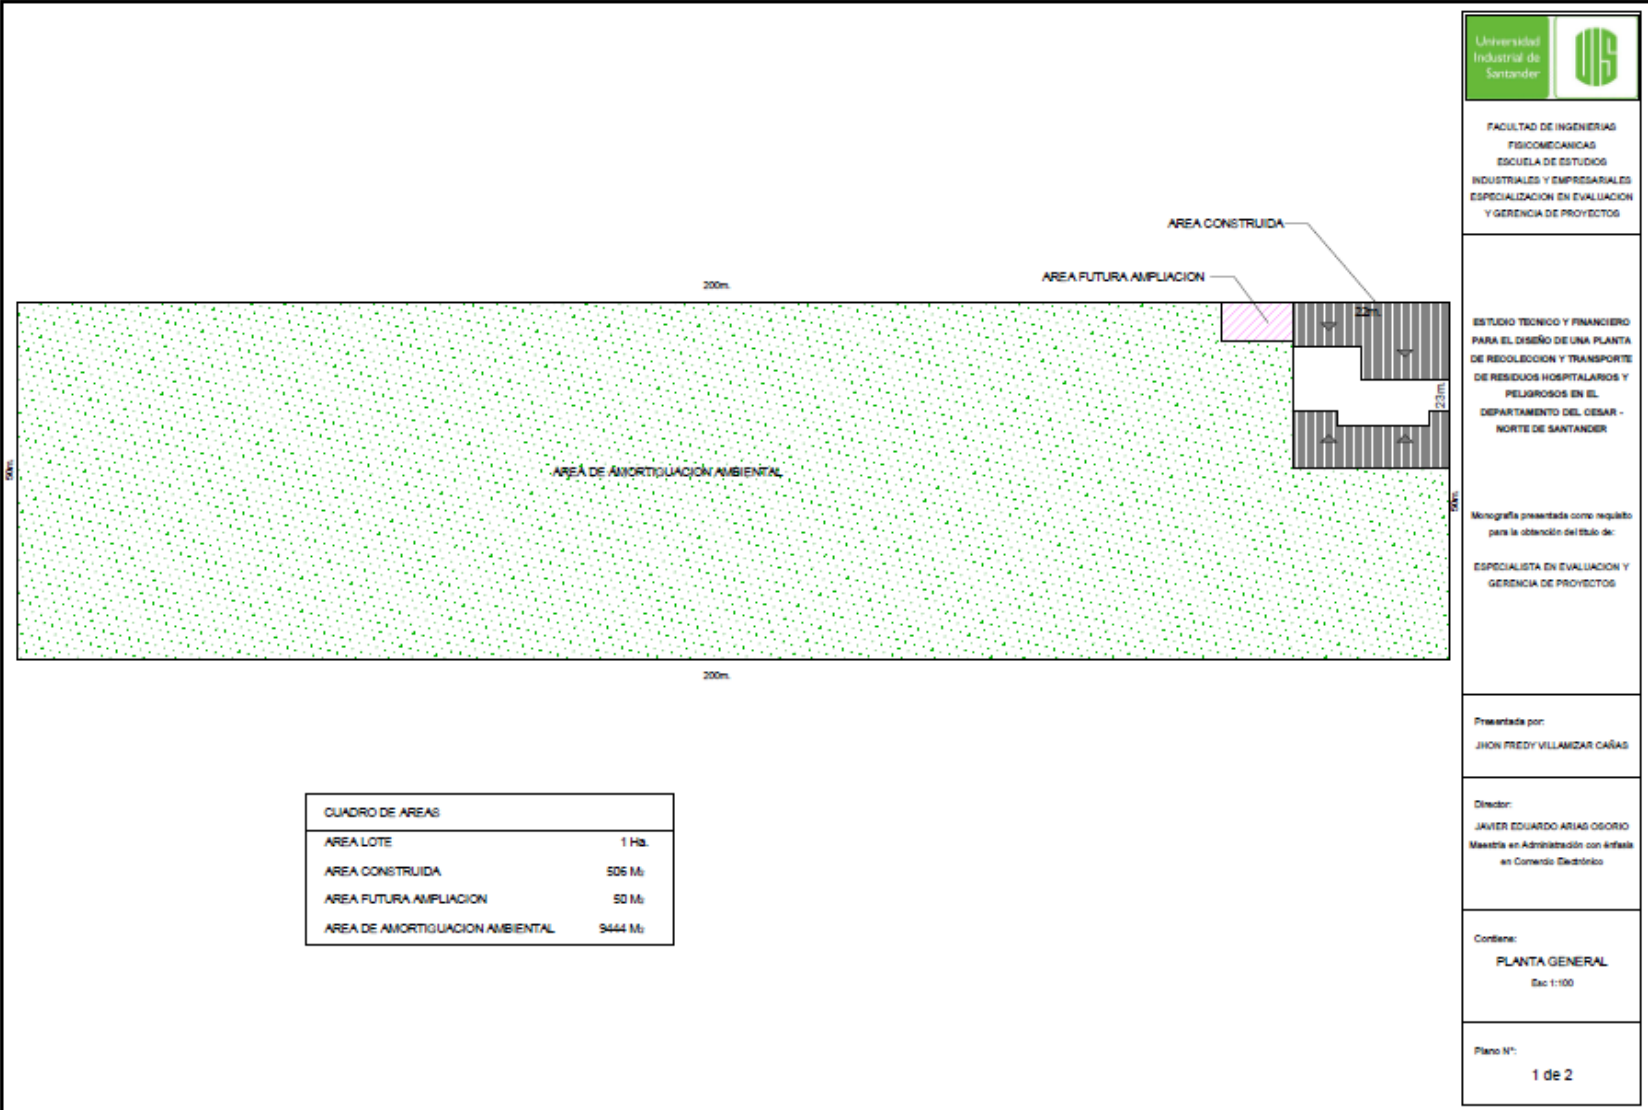 AREA CONSTRUIDA
AREA FUTURA AMPLIACION
200m.
22m.
23m.
50m.
AREA DE AMORTIGUACION AMBIENTAL
50m.
200m.
CUADRO DE AREAS
AREA LOTE 1 Ha.
AREA CONSTRUIDA 506 M2
AREA FUTURA AMPLIACION 50 M2
AREA DE AMORTIGUACION AMBIENTAL 9444 M2
Universidad
Industrial de
Santander
UIS
FACULTAD DE INGENIERIAS
FISICOMECANICAS
ESCUELA DE ESTUDIOS
INDUSTRIALES Y EMPRESARIALES
ESPECIALIZACION EN EVALUACION
Y GERENCIA DE PROYECTOS
ESTUDIO TECNICO Y FINANCIERO
PARA EL DISEÑO DE UNA PLANTA
DE RECOLECCION Y TRANSPORTE
DE RESIDUOS HOSPITALARIOS Y
PELIGROSOS EN EL
DEPARTAMENTO DEL CESAR -
NORTE DE SANTANDER
Monografía presentada como requisito
para la obtención del título de:
ESPECIALISTA EN EVALUACION Y
GERENCIA DE PROYECTOS
Presentada por:
JHON FREDY VILLAMIZAR CAÑAS
Director:
JAVIER EDUARDO ARIAS OSORIO
Maestría en Administración con énfasis
en Comercio Electrónico
Contiene:
PLANTA GENERAL
Esc 1:100
Plano N°:
1 de 2